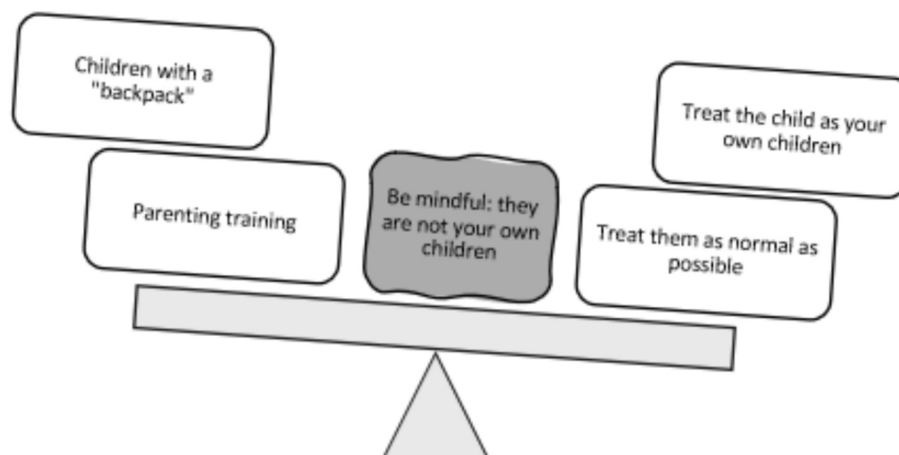 Children with a
"backpack"
Treat the child as your
own children
Parenting training
Be mindful: they
are not your own
children
Treat them as normal as
possible